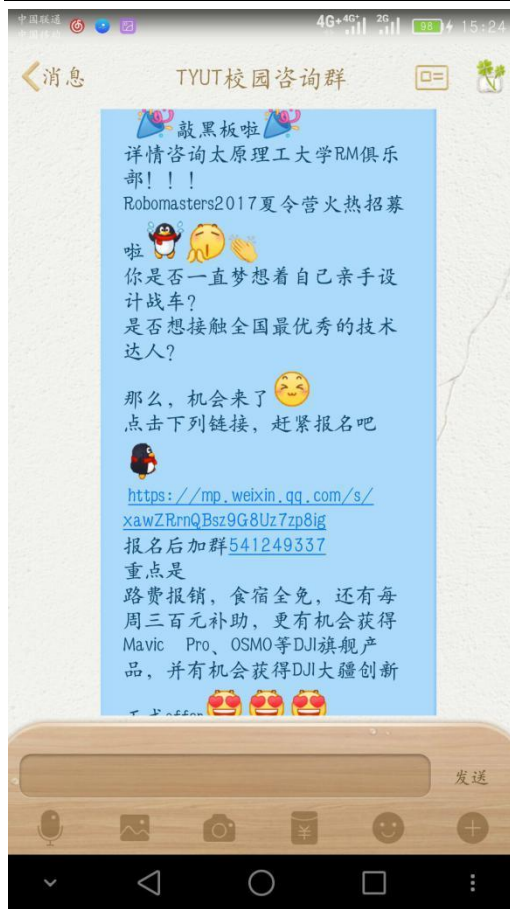 中国联通
中国移动
4G+ 4G+ 2G 98 15:24
消息
TYUT校园咨询群
敲黑板啦
详情咨询太原理工大学RM俱乐
部！！！
Robomasters2017夏令营火热招募
啦
你是否一直梦想着自己亲手设
计战车？
是否想接触全国最优秀的技术
达人？
那么，机会来了
点击下列链接，赶紧报名吧
https://mp.weixin.qq.com/s/
xawZRrnQBsz9G8Uz7zp8ig
报名后加群541249337
重点是
路费报销，食宿全免，还有每
周三百元补助，更有机会获得
Mavic Pro、OSMO等DJI旗舰产
品，并有机会获得DJI大疆创新
offer
发送